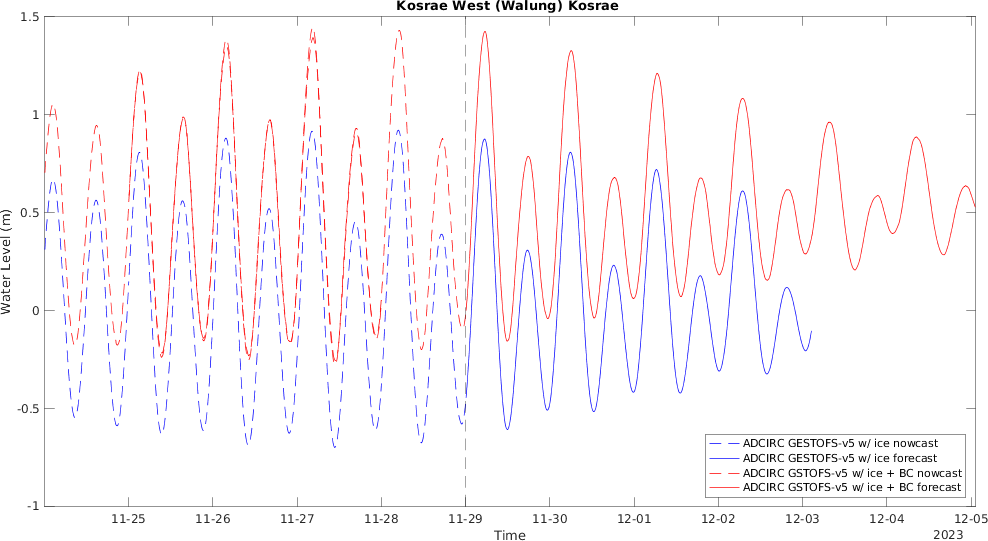 Kosrae West (Walung) Kosrae
1.5
1
0.5
0
-0.5
-1
Water Level (m)
11-25
11-26
11-27
11-28
11-29
11-30
12-01
12-02
12-03
12-04
12-05
Time
2023
ADCIRC GESTOFS-v5 w/ ice nowcast
ADCIRC GESTOFS-v5 w/ ice forecast
ADCIRC GSTOFS-v5 w/ ice + BC nowcast
ADCIRC GSTOFS-v5 w/ ice + BC forecast